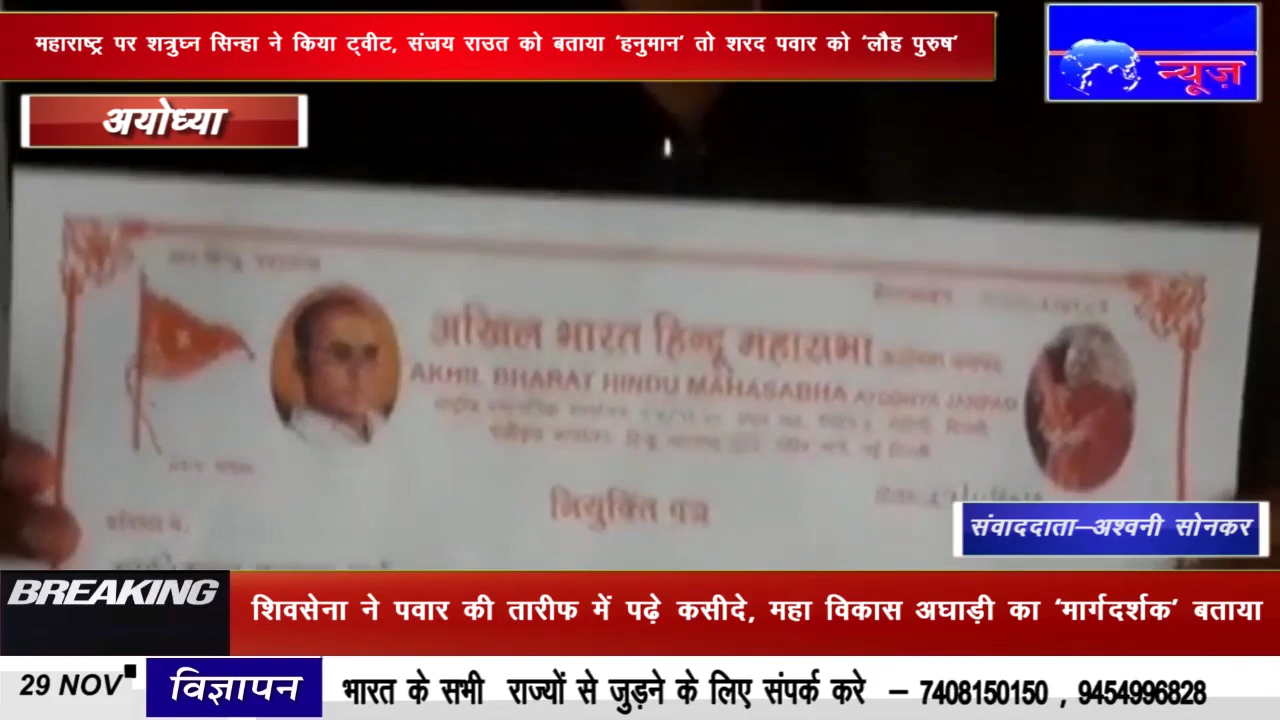 महाराष्ट्र पर शत्रुघ्न सिन्हा ने किया ट्वीट, संजय राउत को बताया 'हनुमान' तो शरद पवार को 'लौह पुरुष'
न्यूज़
अयोध्या
अखिल भारत हिन्दू महासभा
AKHIL BHARAT HINDU MAHASABHA AYODHYA JANPAD
नियुक्ति पत्र
संवाददाता–अश्वनी सोनकर
BREAKING
शिवसेना ने पवार की तारीफ में पढ़े कसीदे, महा विकास अघाड़ी का 'मार्गदर्शक' बताया
29 NOV
विज्ञापन
भारत के सभी राज्यों से जुड़ने के लिए संपर्क करे – 7408150150 , 9454996828